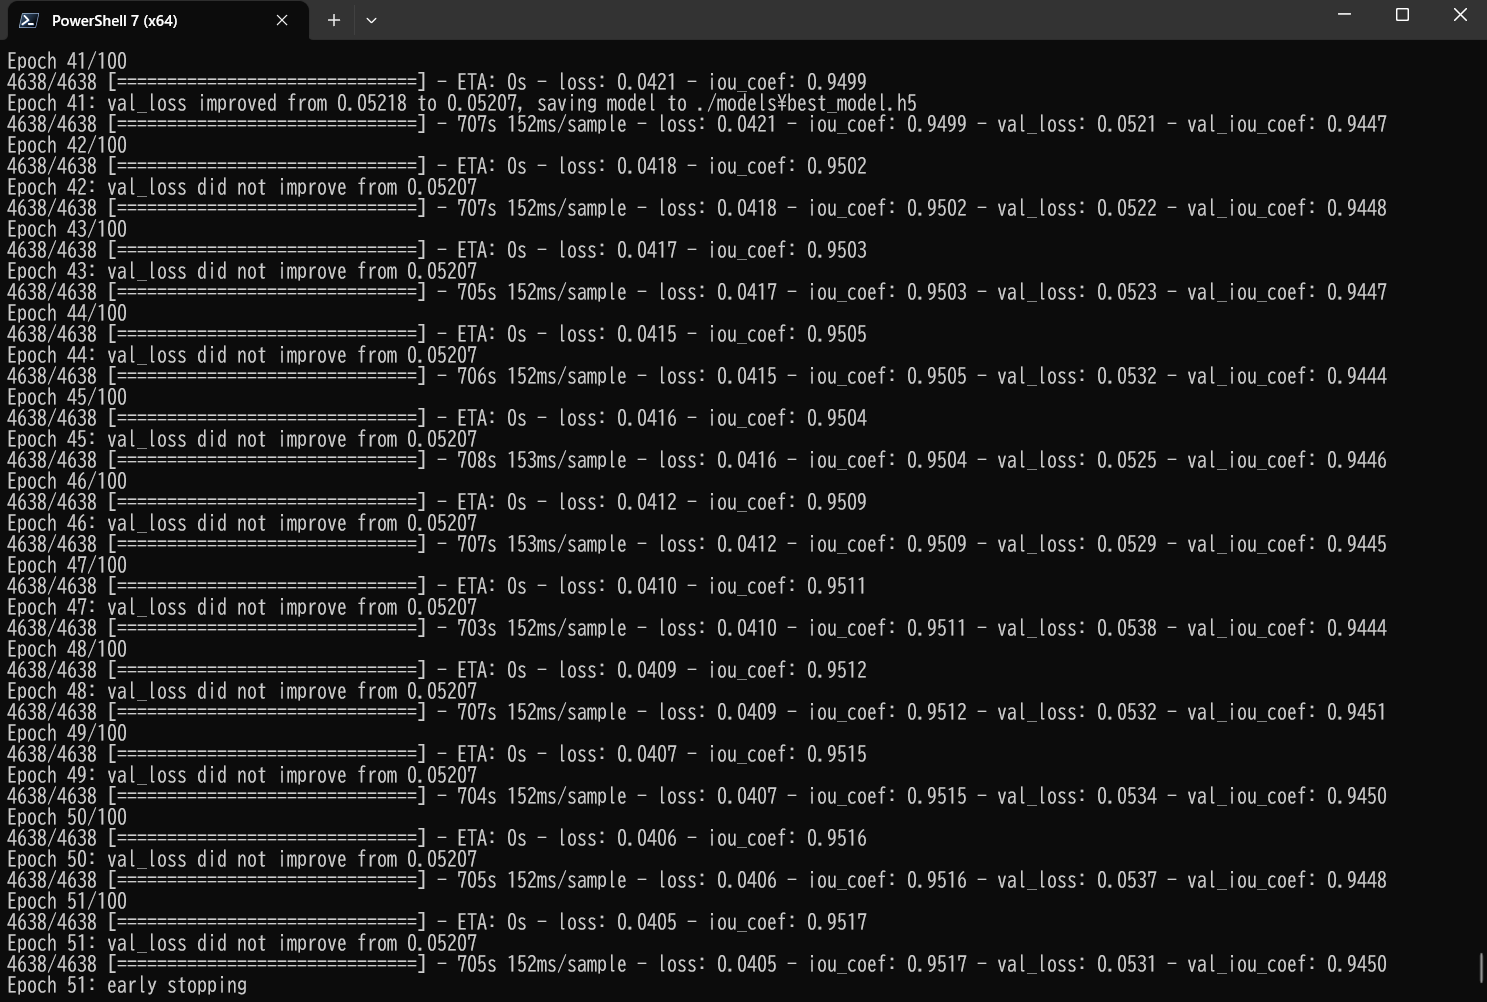 PowerShell 7 (x64)
Epoch 41/100
4638/4638 [==============================] - ETA: 0s - loss: 0.0421 - iou_coef: 0.9499
Epoch 41: val_loss improved from 0.05218 to 0.05207, saving model to ./models¥best_model.h5
4638/4638 [==============================] - 707s 152ms/sample - loss: 0.0421 - iou_coef: 0.9499 - val_loss: 0.0521 - val_iou_coef: 0.9447
Epoch 42/100
4638/4638 [==============================] - ETA: 0s - loss: 0.0418 - iou_coef: 0.9502
Epoch 42: val_loss did not improve from 0.05207
4638/4638 [==============================] - 707s 152ms/sample - loss: 0.0418 - iou_coef: 0.9502 - val_loss: 0.0522 - val_iou_coef: 0.9448
Epoch 43/100
4638/4638 [==============================] - ETA: 0s - loss: 0.0417 - iou_coef: 0.9503
Epoch 43: val_loss did not improve from 0.05207
4638/4638 [==============================] - 705s 152ms/sample - loss: 0.0417 - iou_coef: 0.9503 - val_loss: 0.0523 - val_iou_coef: 0.9447
Epoch 44/100
4638/4638 [==============================] - ETA: 0s - loss: 0.0415 - iou_coef: 0.9505
Epoch 44: val_loss did not improve from 0.05207
4638/4638 [==============================] - 706s 152ms/sample - loss: 0.0415 - iou_coef: 0.9505 - val_loss: 0.0532 - val_iou_coef: 0.9444
Epoch 45/100
4638/4638 [==============================] - ETA: 0s - loss: 0.0416 - iou_coef: 0.9504
Epoch 45: val_loss did not improve from 0.05207
4638/4638 [==============================] - 708s 153ms/sample - loss: 0.0416 - iou_coef: 0.9504 - val_loss: 0.0525 - val_iou_coef: 0.9446
Epoch 46/100
4638/4638 [==============================] - ETA: 0s - loss: 0.0412 - iou_coef: 0.9509
Epoch 46: val_loss did not improve from 0.05207
4638/4638 [==============================] - 707s 153ms/sample - loss: 0.0412 - iou_coef: 0.9509 - val_loss: 0.0529 - val_iou_coef: 0.9445
Epoch 47/100
4638/4638 [==============================] - ETA: 0s - loss: 0.0410 - iou_coef: 0.9511
Epoch 47: val_loss did not improve from 0.05207
4638/4638 [==============================] - 703s 152ms/sample - loss: 0.0410 - iou_coef: 0.9511 - val_loss: 0.0538 - val_iou_coef: 0.9444
Epoch 48/100
4638/4638 [==============================] - ETA: 0s - loss: 0.0409 - iou_coef: 0.9512
Epoch 48: val_loss did not improve from 0.05207
4638/4638 [==============================] - 707s 152ms/sample - loss: 0.0409 - iou_coef: 0.9512 - val_loss: 0.0532 - val_iou_coef: 0.9451
Epoch 49/100
4638/4638 [==============================] - ETA: 0s - loss: 0.0407 - iou_coef: 0.9515
Epoch 49: val_loss did not improve from 0.05207
4638/4638 [==============================] - 704s 152ms/sample - loss: 0.0407 - iou_coef: 0.9515 - val_loss: 0.0534 - val_iou_coef: 0.9450
Epoch 50/100
4638/4638 [==============================] - ETA: 0s - loss: 0.0406 - iou_coef: 0.9516
Epoch 50: val_loss did not improve from 0.05207
4638/4638 [==============================] - 705s 152ms/sample - loss: 0.0406 - iou_coef: 0.9516 - val_loss: 0.0537 - val_iou_coef: 0.9448
Epoch 51/100
4638/4638 [==============================] - ETA: 0s - loss: 0.0405 - iou_coef: 0.9517
Epoch 51: val_loss did not improve from 0.05207
4638/4638 [==============================] - 705s 152ms/sample - loss: 0.0405 - iou_coef: 0.9517 - val_loss: 0.0531 - val_iou_coef: 0.9450
Epoch 51: early stopping